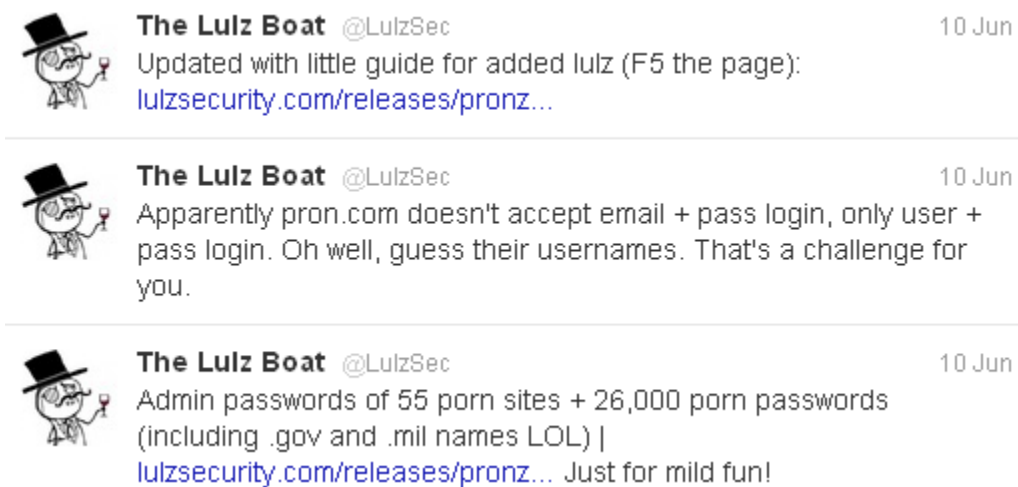 The Lulz Boat @LulzSec 10 Jun
Updated with little guide for added lulz (F5 the page):
lulzsecurity.com/releases/pronz...
The Lulz Boat @LulzSec 10 Jun
Apparently pron.com doesn't accept email + pass login, only user +
pass login. Oh well, guess their usernames. That's a challenge for
you.
The Lulz Boat @LulzSec 10 Jun
Admin passwords of 55 porn sites + 26,000 porn passwords
(including .gov and .mil names LOL) |
lulzsecurity.com/releases/pronz... Just for mild fun!